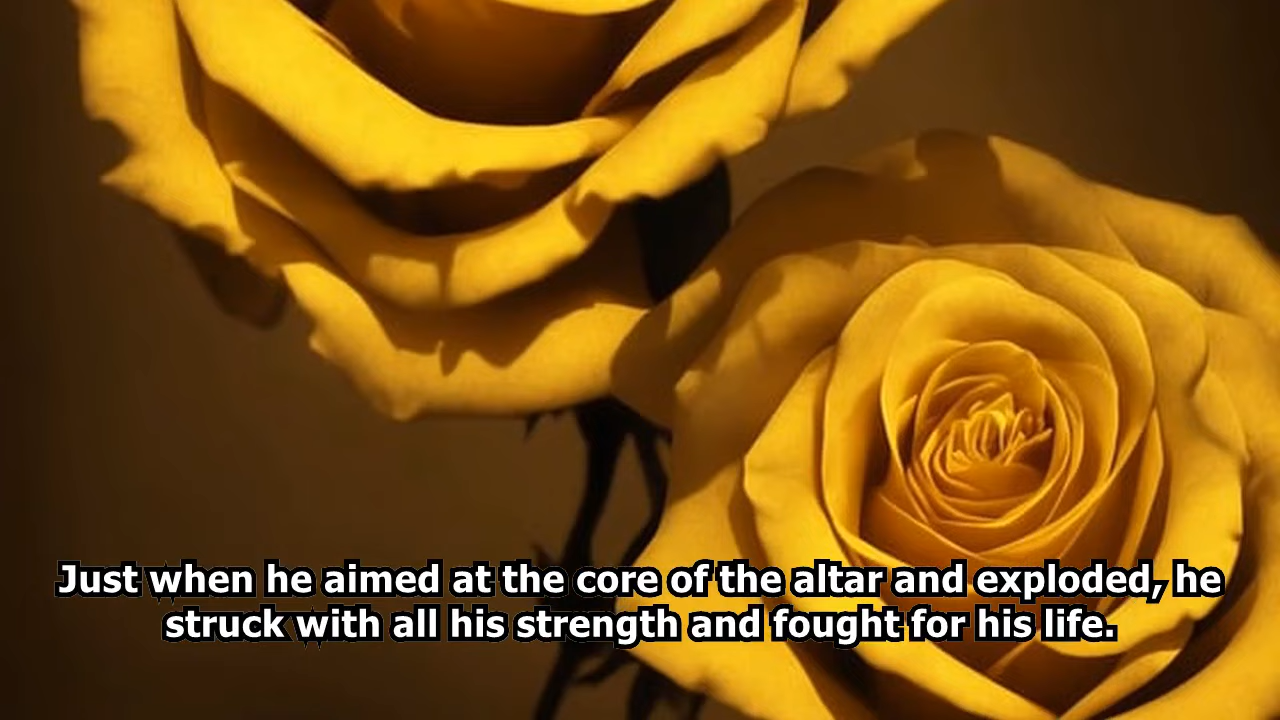 Just when he aimed at the core of the altar and exploded, he
struck with all his strength and fought for his life.